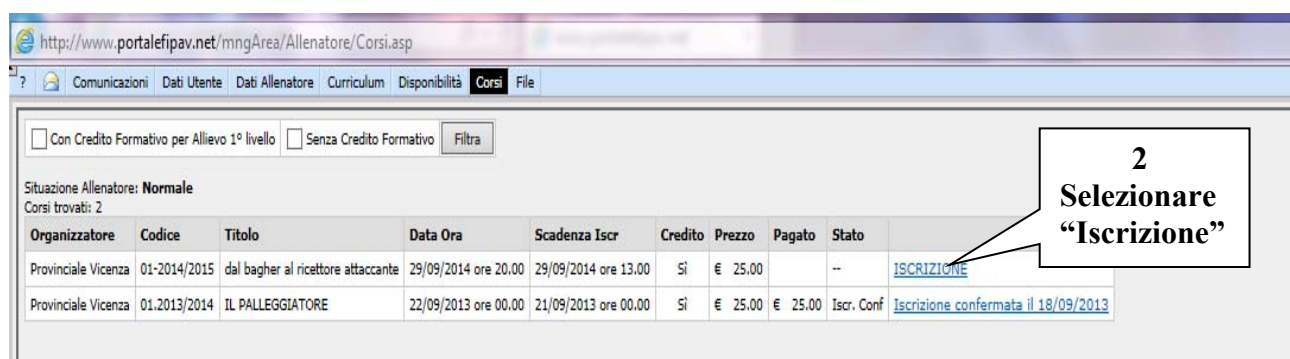 http://www.portalefipav.net/mngArea/Allenatore/Corsi.asp
? Comunicazioni Dati Utente Dati Allenatore Curriculum Disponibilità Corsi File
Con Credito Formativo per Allievo 1º livello Senza Credito Formativo Filtra
2
Selezionare
“Iscrizione”
Situazione Allenatore: Normale
Corsi trovati: 2
Organizzatore Codice Titolo Data Ora Scadenza Iscr Credito Prezzo Pagato Stato
Provinciale Vicenza 01-2014/2015 dal bagher al ricettore attaccante 29/09/2014 ore 20.00 29/09/2014 ore 13.00 Sì € 25.00 -- ISCRIZIONE
Provinciale Vicenza 01.2013/2014 IL PALLEGGIATORE 22/09/2013 ore 00.00 21/09/2013 ore 00.00 Sì € 25.00 € 25.00 Iscr. Conf Iscrizione confermata il 18/09/2013